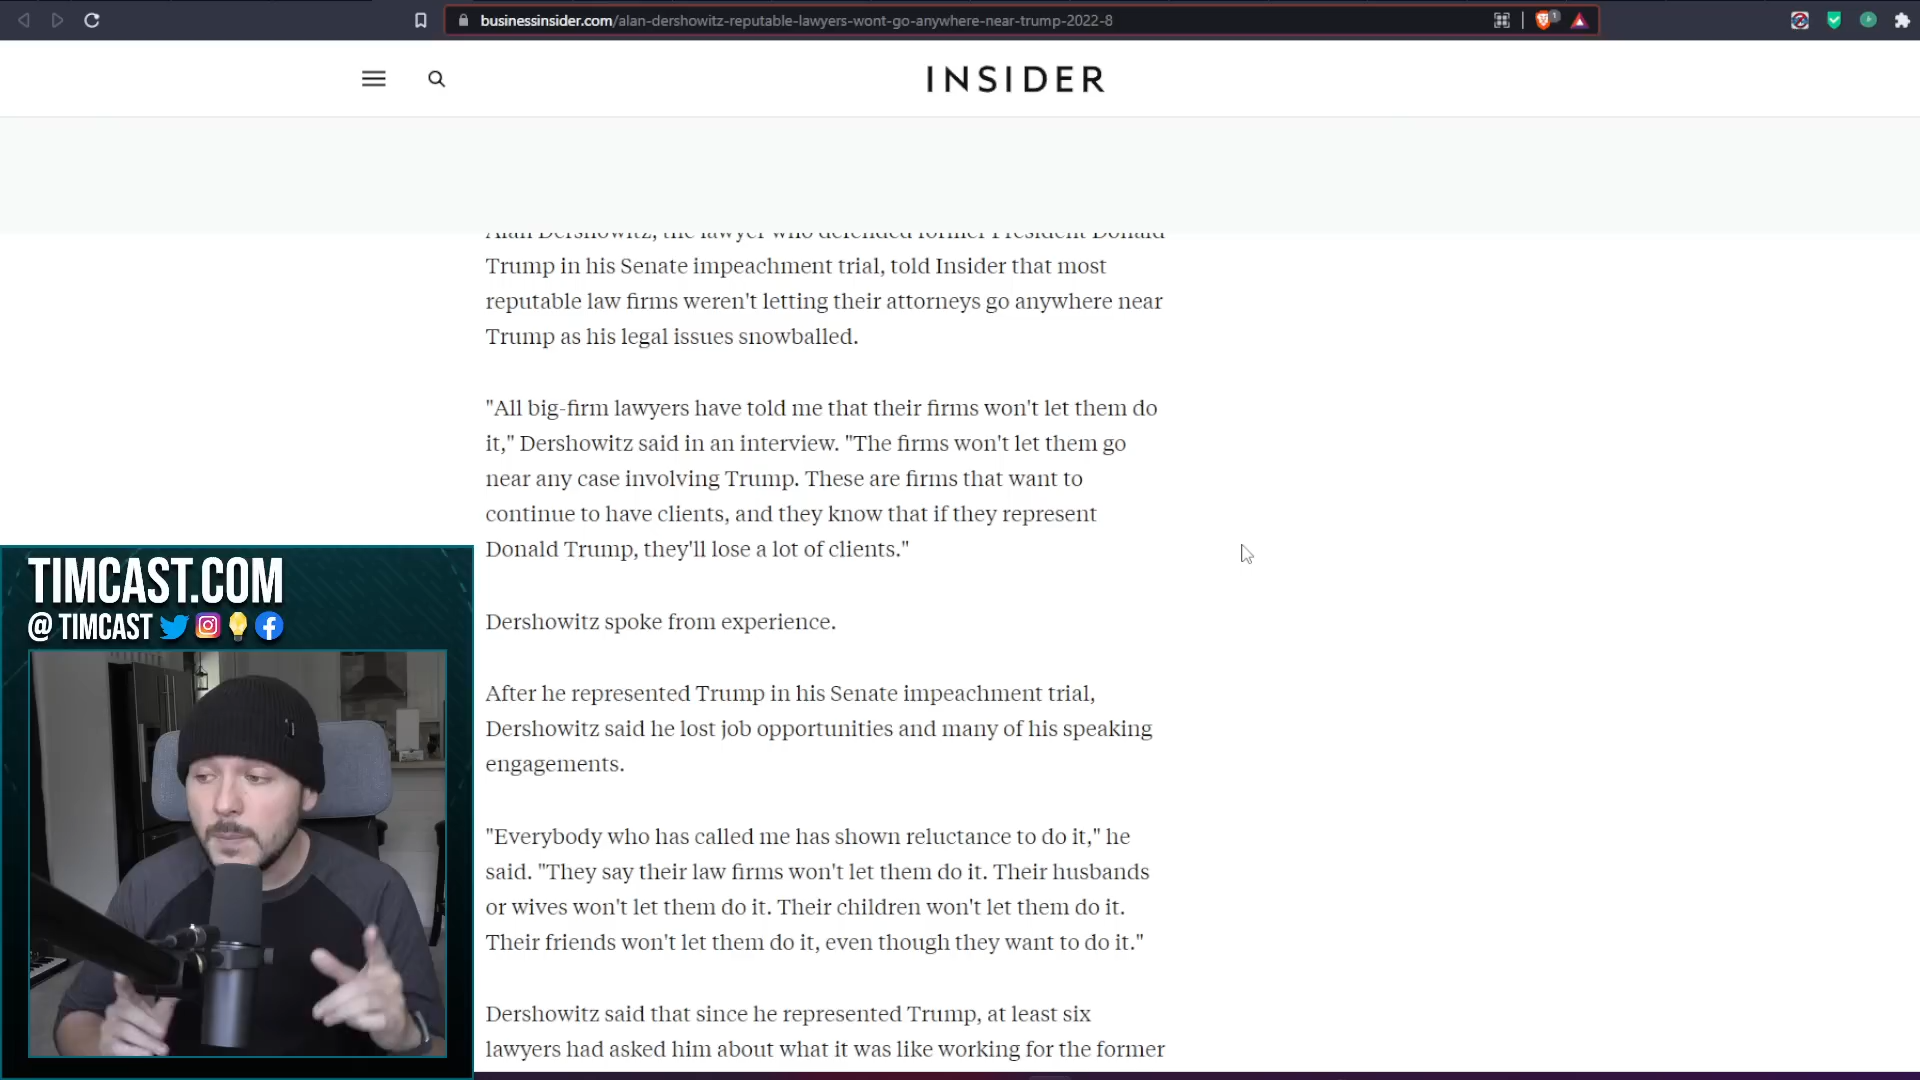 businessinsider.com/alan-dershowitz-reputable-lawyers-wont-go-anywhere-near-trump-2022-8
1
INSIDER
Alan Dershowitz, the lawyer who defended former President Donald
Trump in his Senate impeachment trial, told Insider that most
reputable law firms weren't letting their attorneys go anywhere near
Trump as his legal issues snowballed.
"All big-firm lawyers have told me that their firms won't let them do
it," Dershowitz said in an interview. "The firms won't let them go
near any case involving Trump. These are firms that want to
continue to have clients, and they know that if they represent
Donald Trump, they'll lose a lot of clients."
Dershowitz spoke from experience.
After he represented Trump in his Senate impeachment trial,
Dershowitz said he lost job opportunities and many of his speaking
engagements.
"Everybody who has called me has shown reluctance to do it," he
said. "They say their law firms won't let them do it. Their husbands
or wives won't let them do it. Their children won't let them do it.
Their friends won't let them do it, even though they want to do it."
Dershowitz said that since he represented Trump, at least six
lawyers had asked him about what it was like working for the former
TIMCAST.COM
@ TIMCAST